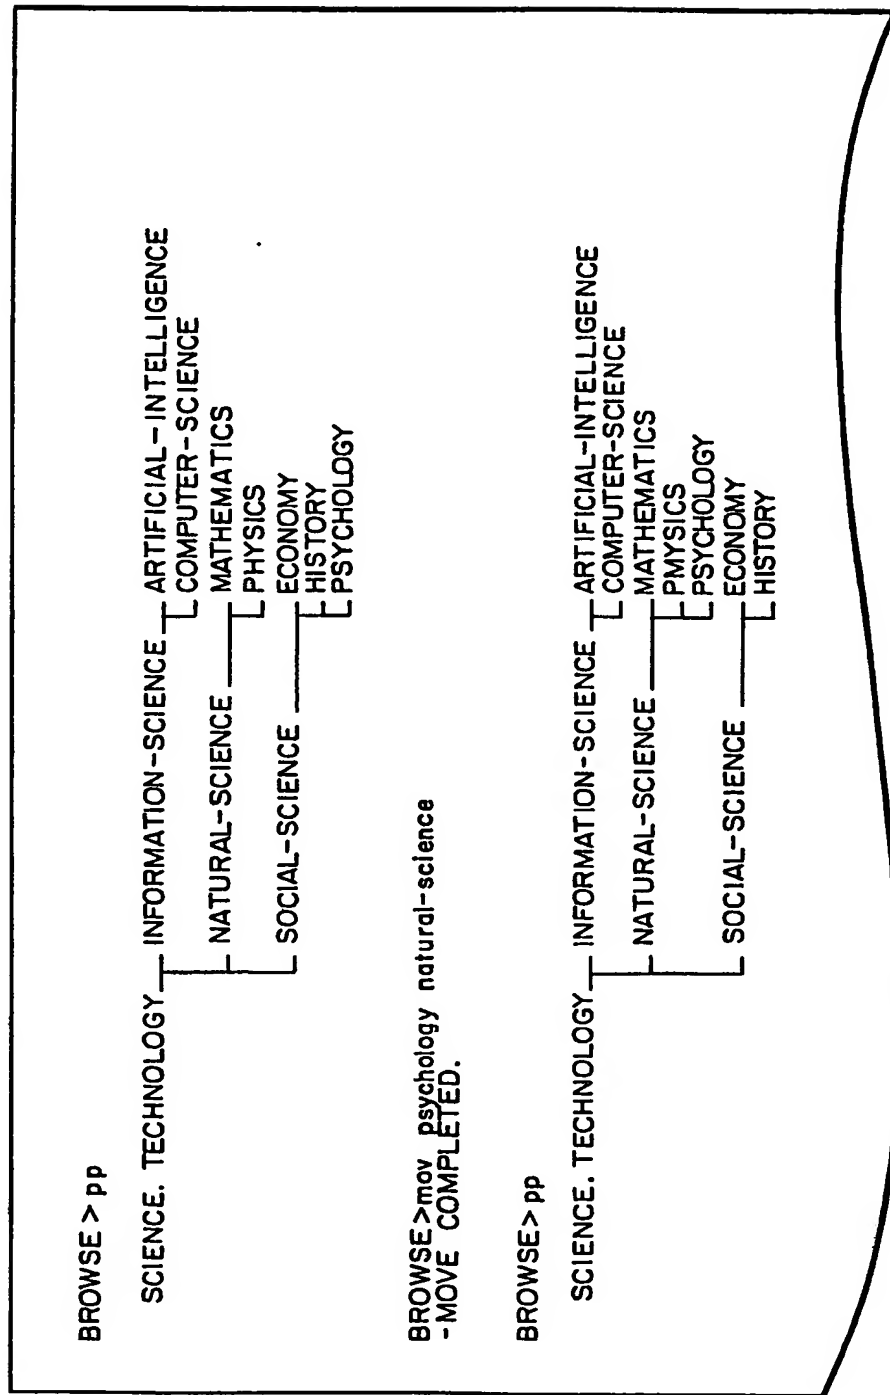 BROWSE > pp
SCIENCE. TECHNOLOGY INFORMATION-SCIENCE ARTIFICIAL-INTELLIGENCE
COMPUTER-SCIENCE
NATURAL-SCIENCE MATHEMATICS
PHYSICS
SOCIAL-SCIENCE ECONOMY
HISTORY
PSYCHOLOGY
BROWSE >mov psychology natural-science
-MOVE COMPLETED.
BROWSE> pp
SCIENCE. TECHNOLOGY INFORMATION-SCIENCE ARTIFICIAL-INTELLIGENCE
COMPUTER-SCIENCE
NATURAL-SCIENCE MATHEMATICS
PMYSICS
PSYCHOLOGY
SOCIAL-SCIENCE ECONOMY
HISTORY